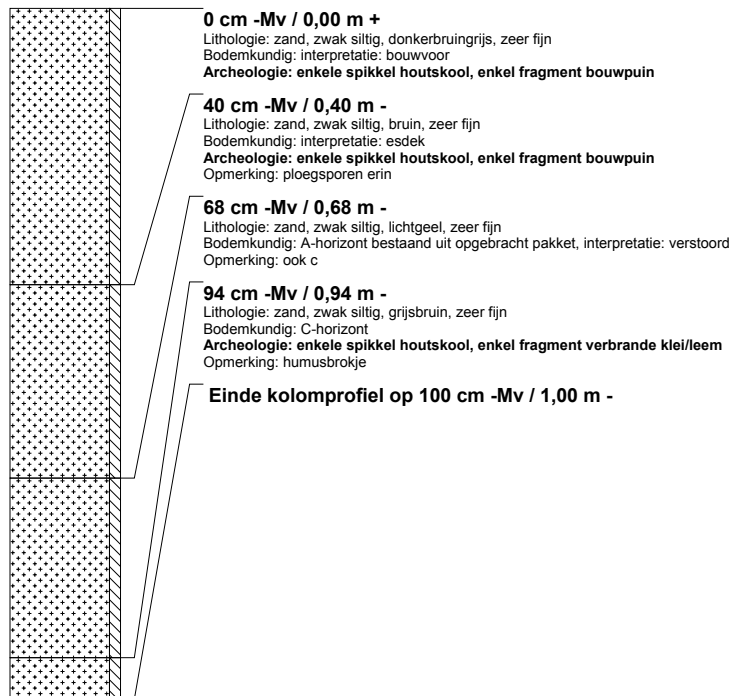 0 cm -Mv / 0,00 m +
Lithologie: zand, zwak siltig, donkerbruingrijs, zeer fijn
Bodemkundig: interpretatie: bouwvoor
Archeologie: enkele spikkel houtskool, enkel fragment bouwpuin
40 cm -Mv / 0,40 m -
Lithologie: zand, zwak siltig, bruin, zeer fijn
Bodemkundig: interpretatie: esdek
Archeologie: enkele spikkel houtskool, enkel fragment bouwpuin
Opmerking: ploegsporen erin
68 cm -Mv / 0,68 m -
Lithologie: zand, zwak siltig, lichtgeel, zeer fijn
Bodemkundig: A-horizont bestaand uit opgebracht pakket, interpretatie: verstoord
Opmerking: ook c
94 cm -Mv / 0,94 m -
Lithologie: zand, zwak siltig, grijsbruin, zeer fijn
Bodemkundig: C-horizont
Archeologie: enkele spikkel houtskool, enkel fragment verbrande klei/leem
Opmerking: humusbrokje
Einde kolomprofiel op 100 cm -Mv / 1,00 m -